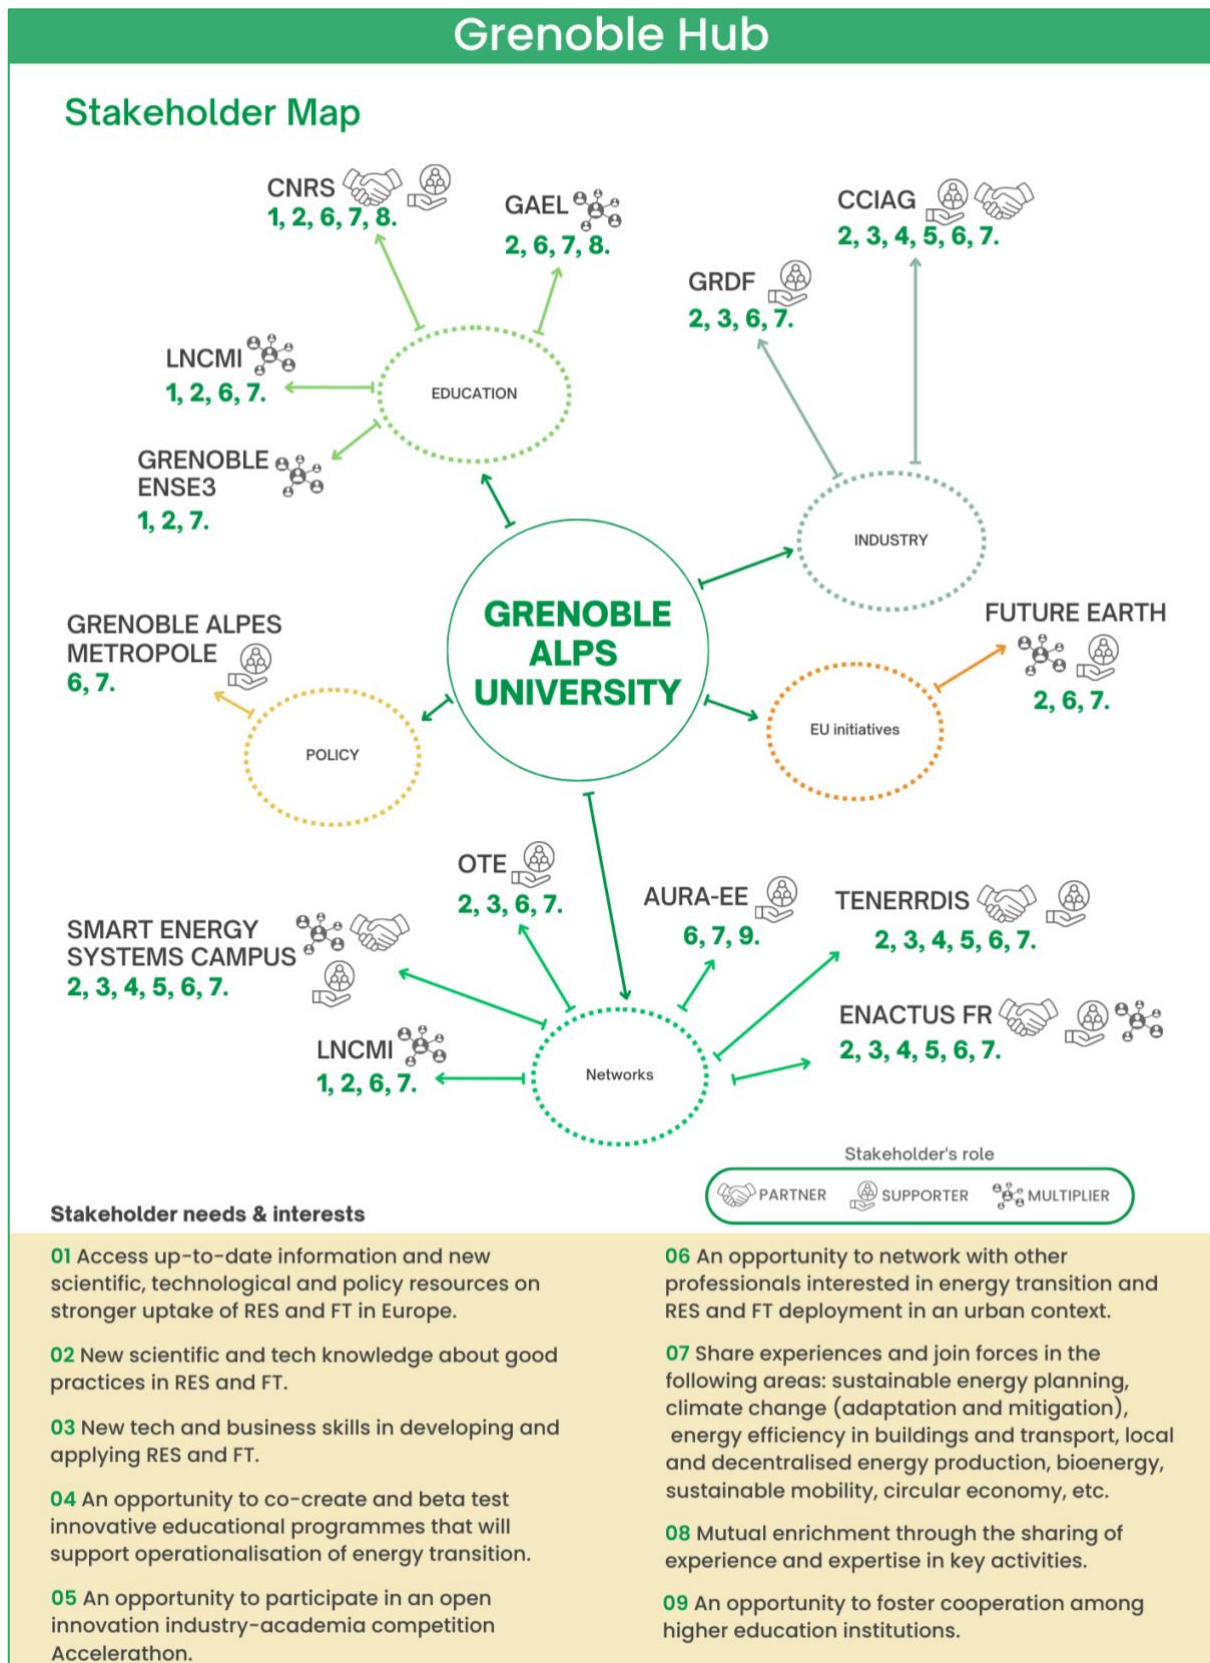 Grenoble Hub
Stakeholder Map
CNRS
1, 2, 6, 7, 8.
GAEL
2, 6, 7, 8.
CCIAG
2, 3, 4, 5, 6, 7.
GRDF
2, 3, 6, 7.
LNCMI
1, 2, 6, 7.
EDUCATION
GRENOBLE
ENSE3
1, 2, 7.
INDUSTRY
GRENOBLE
ALPS
UNIVERSITY
GRENOBLE ALPES
METROPOLE
6, 7.
FUTURE EARTH
2, 6, 7.
POLICY
EU initiatives
OTE
2, 3, 6, 7.
AURA-EE
6, 7, 9.
TENERRDIS
2, 3, 4, 5, 6, 7.
SMART ENERGY
SYSTEMS CAMPUS
2, 3, 4, 5, 6, 7.
ENACTUS FR
2, 3, 4, 5, 6, 7.
LNCMI
1, 2, 6, 7.
Networks
Stakeholder's role
PARTNER SUPPORTER MULTIPLIER
Stakeholder needs & interests
01 Access up-to-date information and new
scientific, technological and policy resources on
stronger uptake of RES and FT in Europe.
02 New scientific and tech knowledge about good
practices in RES and FT.
03 New tech and business skills in developing and
applying RES and FT.
04 An opportunity to co-create and beta test
innovative educational programmes that will
support operationalisation of energy transition.
05 An opportunity to participate in an open
innovation industry-academia competition
Accelerathon.
06 An opportunity to network with other
professionals interested in energy transition and
RES and FT deployment in an urban context.
07 Share experiences and join forces in the
following areas: sustainable energy planning,
climate change (adaptation and mitigation),
energy efficiency in buildings and transport, local
and decentralised energy production, bioenergy,
sustainable mobility, circular economy, etc.
08 Mutual enrichment through the sharing of
experience and expertise in key activities.
09 An opportunity to foster cooperation among
higher education institutions.